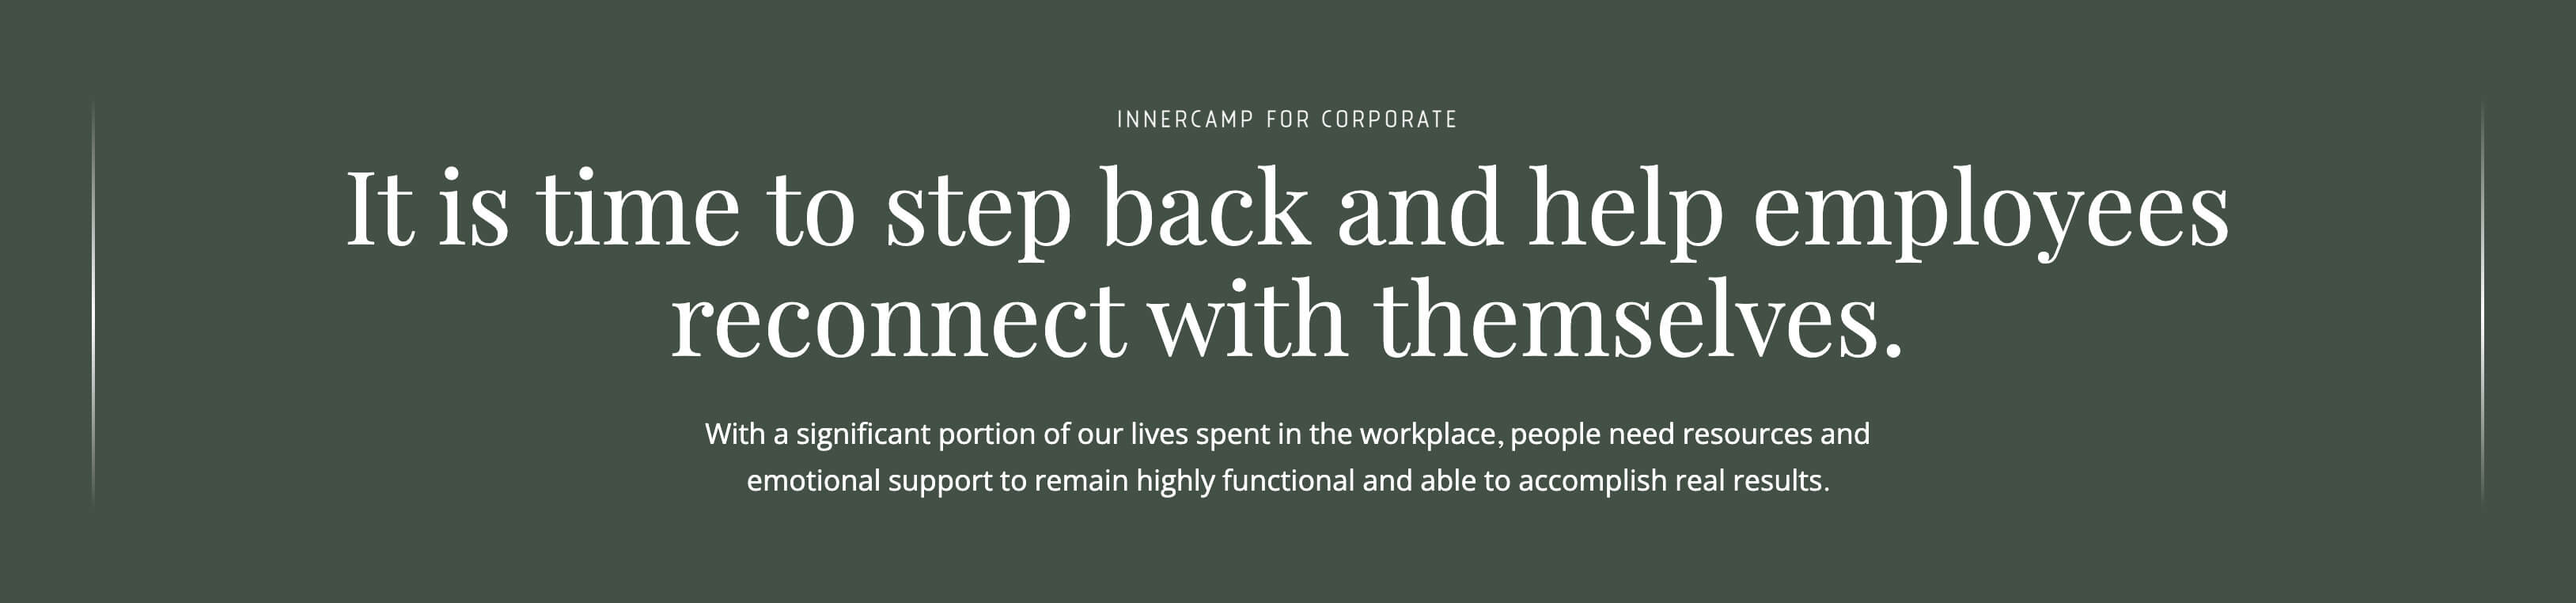 INNERCAMP FOR CORPORATE
It is time to step back and help employees
reconnect with themselves.
With a significant portion of our lives spent in the workplace, people need resources and
emotional support to remain highly functional and able to accomplish real results.